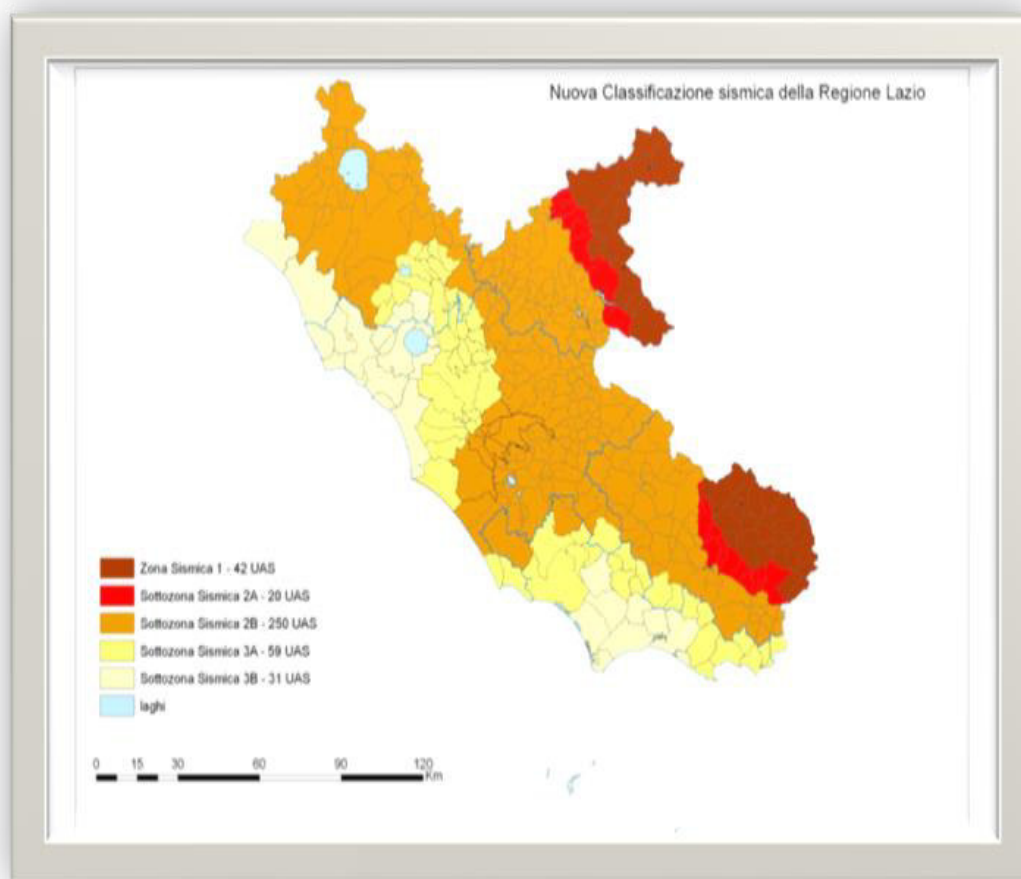 Nuova Classificazione sismica della Regione Lazio
Zona Sismica 1 - 42 UAS
Sottozona Sismica 2A - 20 UAS
Sottozona Sismica 2B - 250 UAS
Sottozona Sismica 3A - 59 UAS
Sottozona Sismica 3B - 31 UAS
laghi
0 15 30 60 90 120
Km